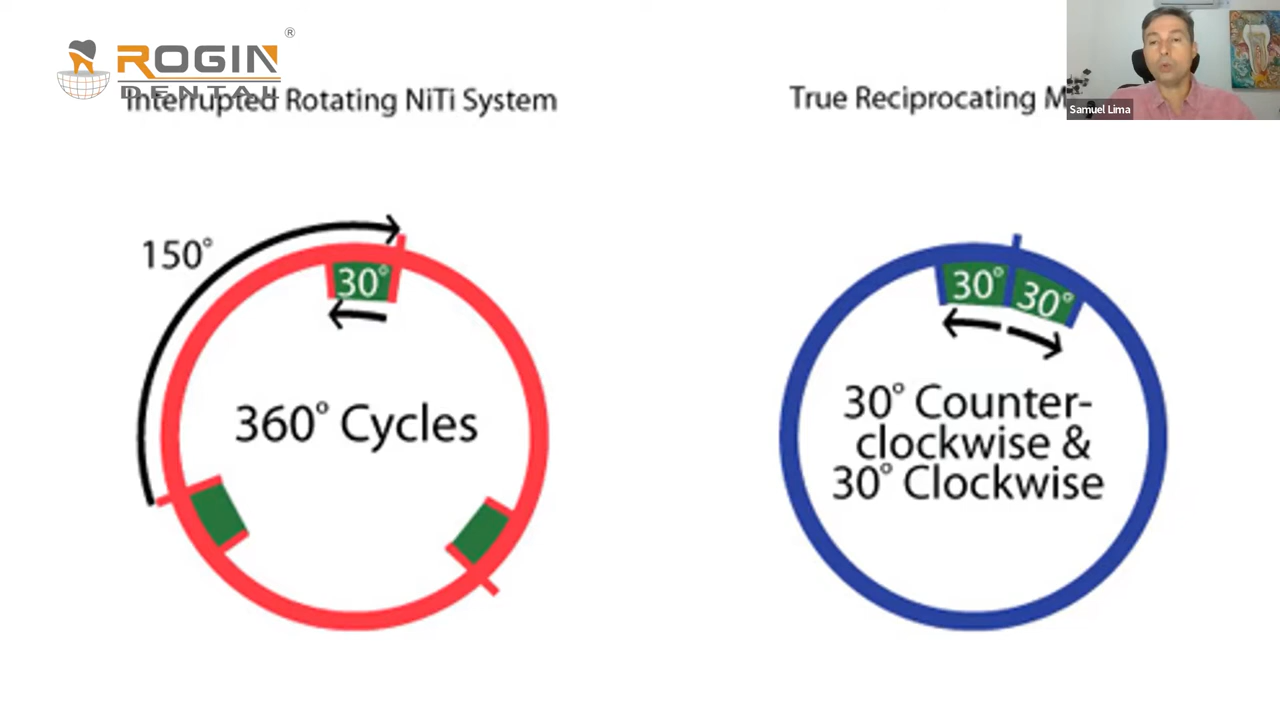 ROGIN®
DENTAL
Interrupted Rotating NiTi System
True Reciprocating
Samuel Lima
150°
30°
360° Cycles
30° 30°
30° Counter-
clockwise &
30° Clockwise